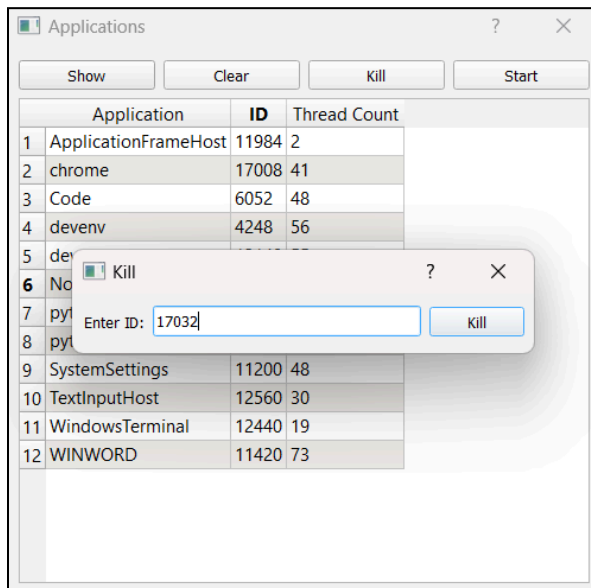 Applications ?
Show Clear Kill Start
Application ID Thread Count
1 ApplicationFrameHost 11984 2
2 chrome 17008 41
3 Code 6052 48
4 devenv 4248 56
5
6
7
8
Kill ?
Enter ID: 17032 Kill
9 SystemSettings 11200 48
10 TextInputHost 12560 30
11 WindowsTerminal 12440 19
12 WINWORD 11420 73